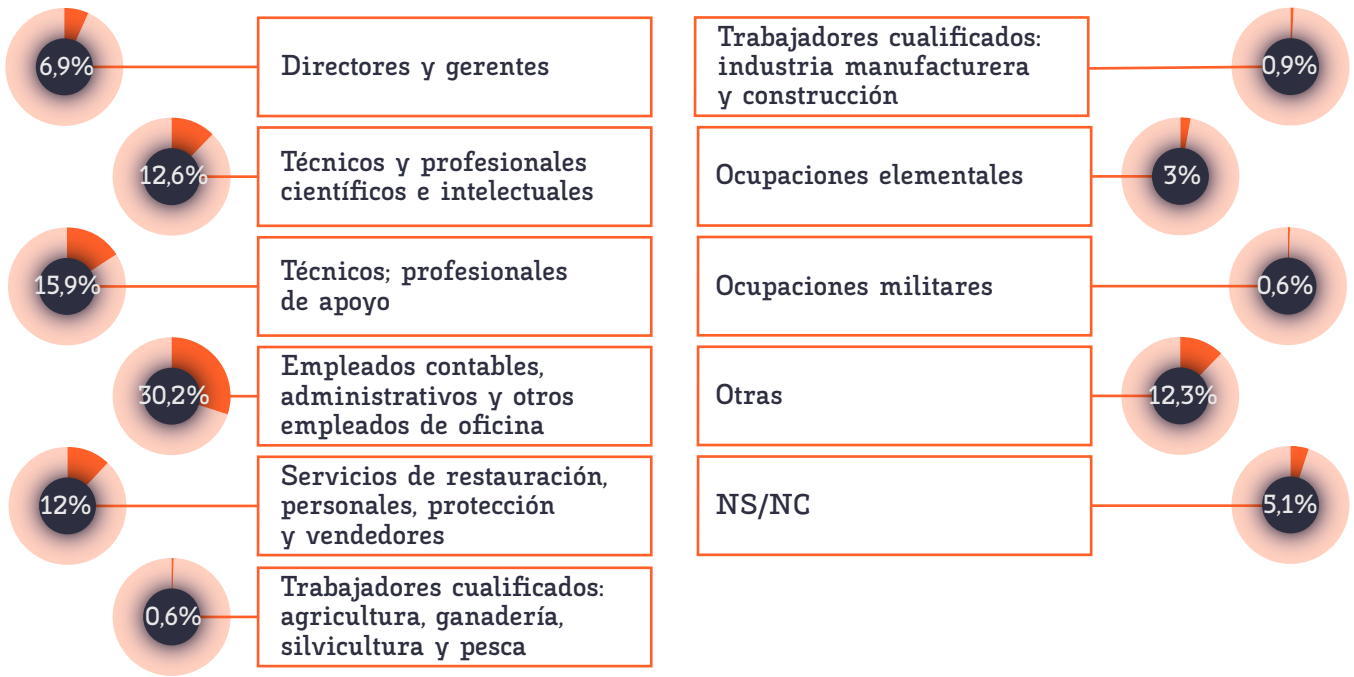 6,9%
Directores y gerentes
12,6%
Técnicos y profesionales
científicos e intelectuales
15,9%
Técnicos; profesionales
de apoyo
30,2%
Empleados contables,
administrativos y otros
empleados de oficina
12%
Servicios de restauración,
personales, protección
y vendedores
0,6%
Trabajadores cualificados:
agricultura, ganadería,
silvicultura y pesca
Trabajadores cualificados:
industria manufacturera
y construcción
0,9%
Ocupaciones elementales
3%
Ocupaciones militares
0,6%
Otras
12,3%
NS/NC
5,1%